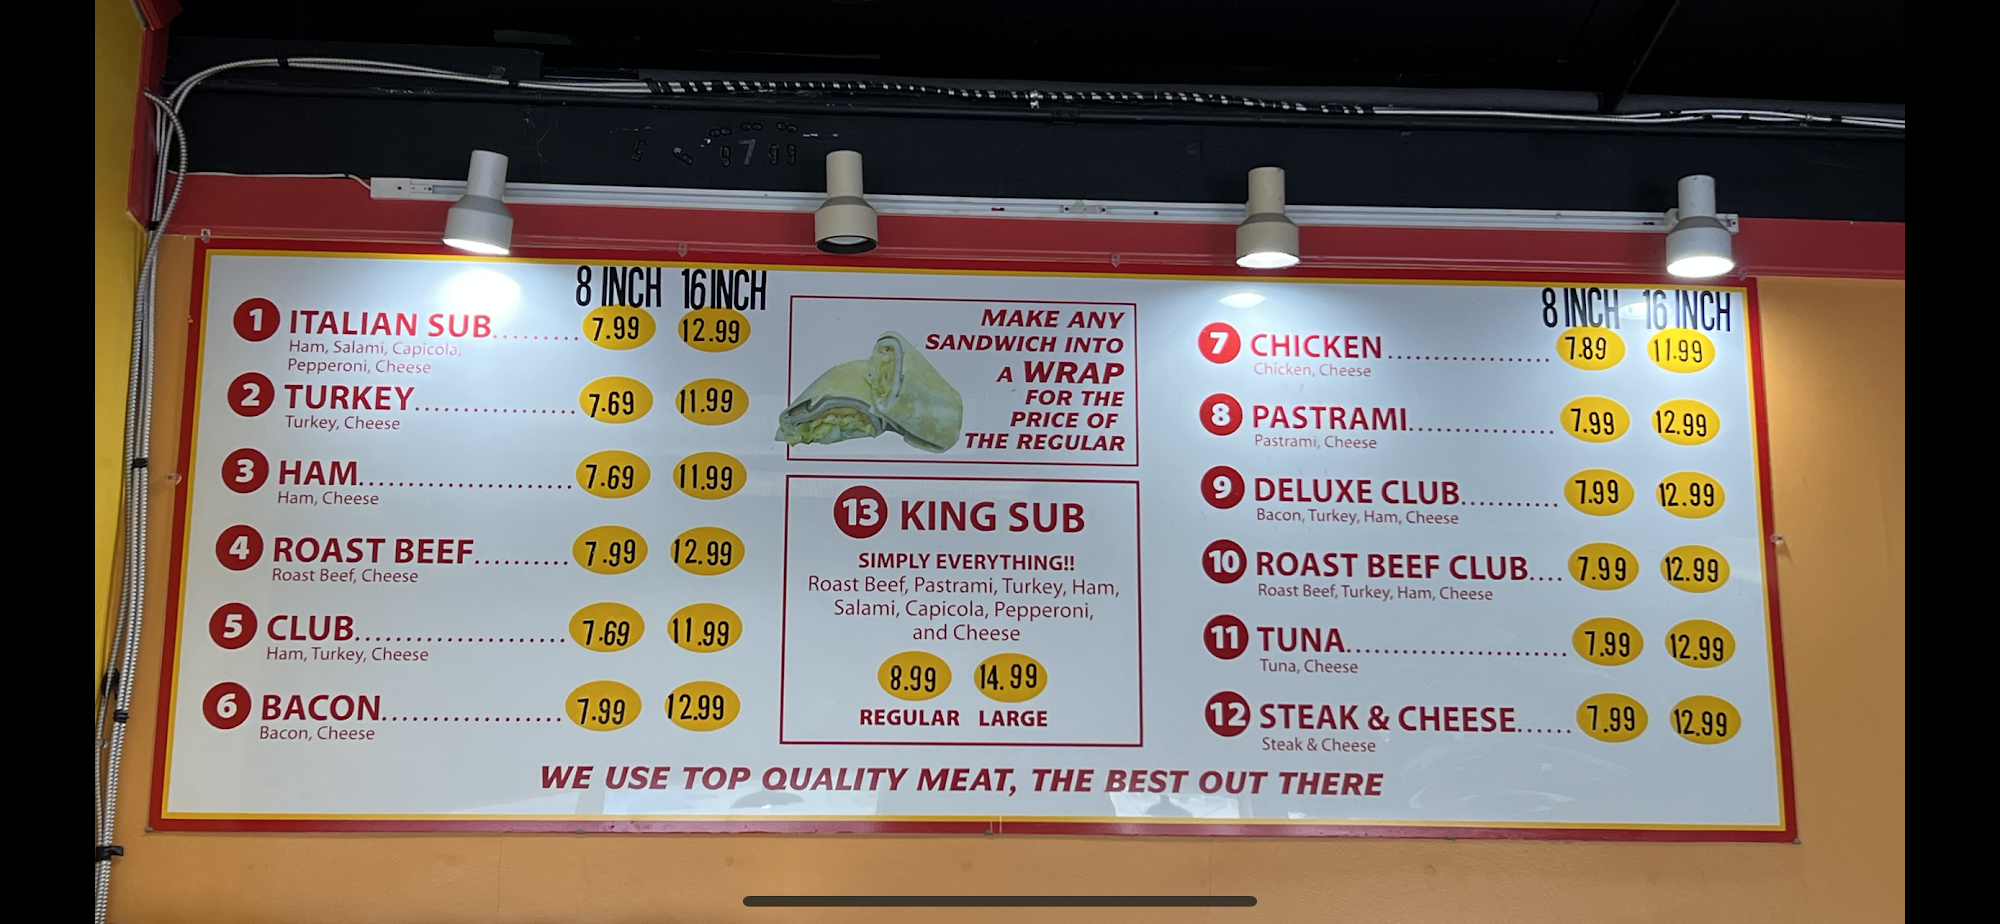 8 INCH 16 INCH
1 ITALIAN SUB.......... 7.99 12.99
Ham, Salami, Capicola,
Pepperoni, Cheese
2 TURKEY.................... 7.69 11.99
Turkey, Cheese
3 HAM........................... 7.69 11.99
Ham, Cheese
4 ROAST BEEF........... 7.99 12.99
Roast Beef, Cheese
5 CLUB.......................... 7.69 11.99
Ham, Turkey, Cheese
6 BACON...................... 7.99 12.99
Bacon, Cheese
MAKE ANY
SANDWICH INTO
A WRAP
FOR THE
PRICE OF
THE REGULAR
13 KING SUB
SIMPLY EVERYTHING!!
Roast Beef, Pastrami, Turkey, Ham,
Salami, Capicola, Pepperoni,
and Cheese
8.99 14.99
REGULAR LARGE
8 INCH 16 INCH
7 CHICKEN.................... 7.89 11.99
Chicken, Cheese
8 PASTRAMI.................. 7.99 12.99
Pastrami, Cheese
9 DELUXE CLUB........... 7.99 12.99
Bacon, Turkey, Ham, Cheese
10 ROAST BEEF CLUB.... 7.99 12.99
Roast Beef, Turkey, Ham, Cheese
11 TUNA........................... 7.99 12.99
Tuna, Cheese
12 STEAK & CHEESE...... 7.99 12.99
Steak & Cheese
WE USE TOP QUALITY MEAT, THE BEST OUT THERE